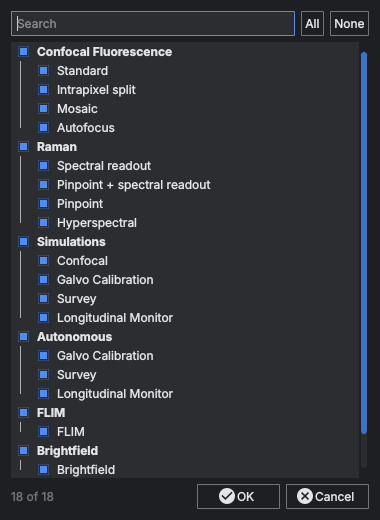 Search
All
None
Confocal Fluorescence
Standard
Intrapixel split
Mosaic
Autofocus
Raman
Spectral readout
Pinpoint + spectral readout
Pinpoint
Hyperspectral
Simulations
Confocal
Galvo Calibration
Survey
Longitudinal Monitor
Autonomous
Galvo Calibration
Survey
Longitudinal Monitor
FLIM
FLIM
Brightfield
Brightfield
18 of 18
OK
Cancel